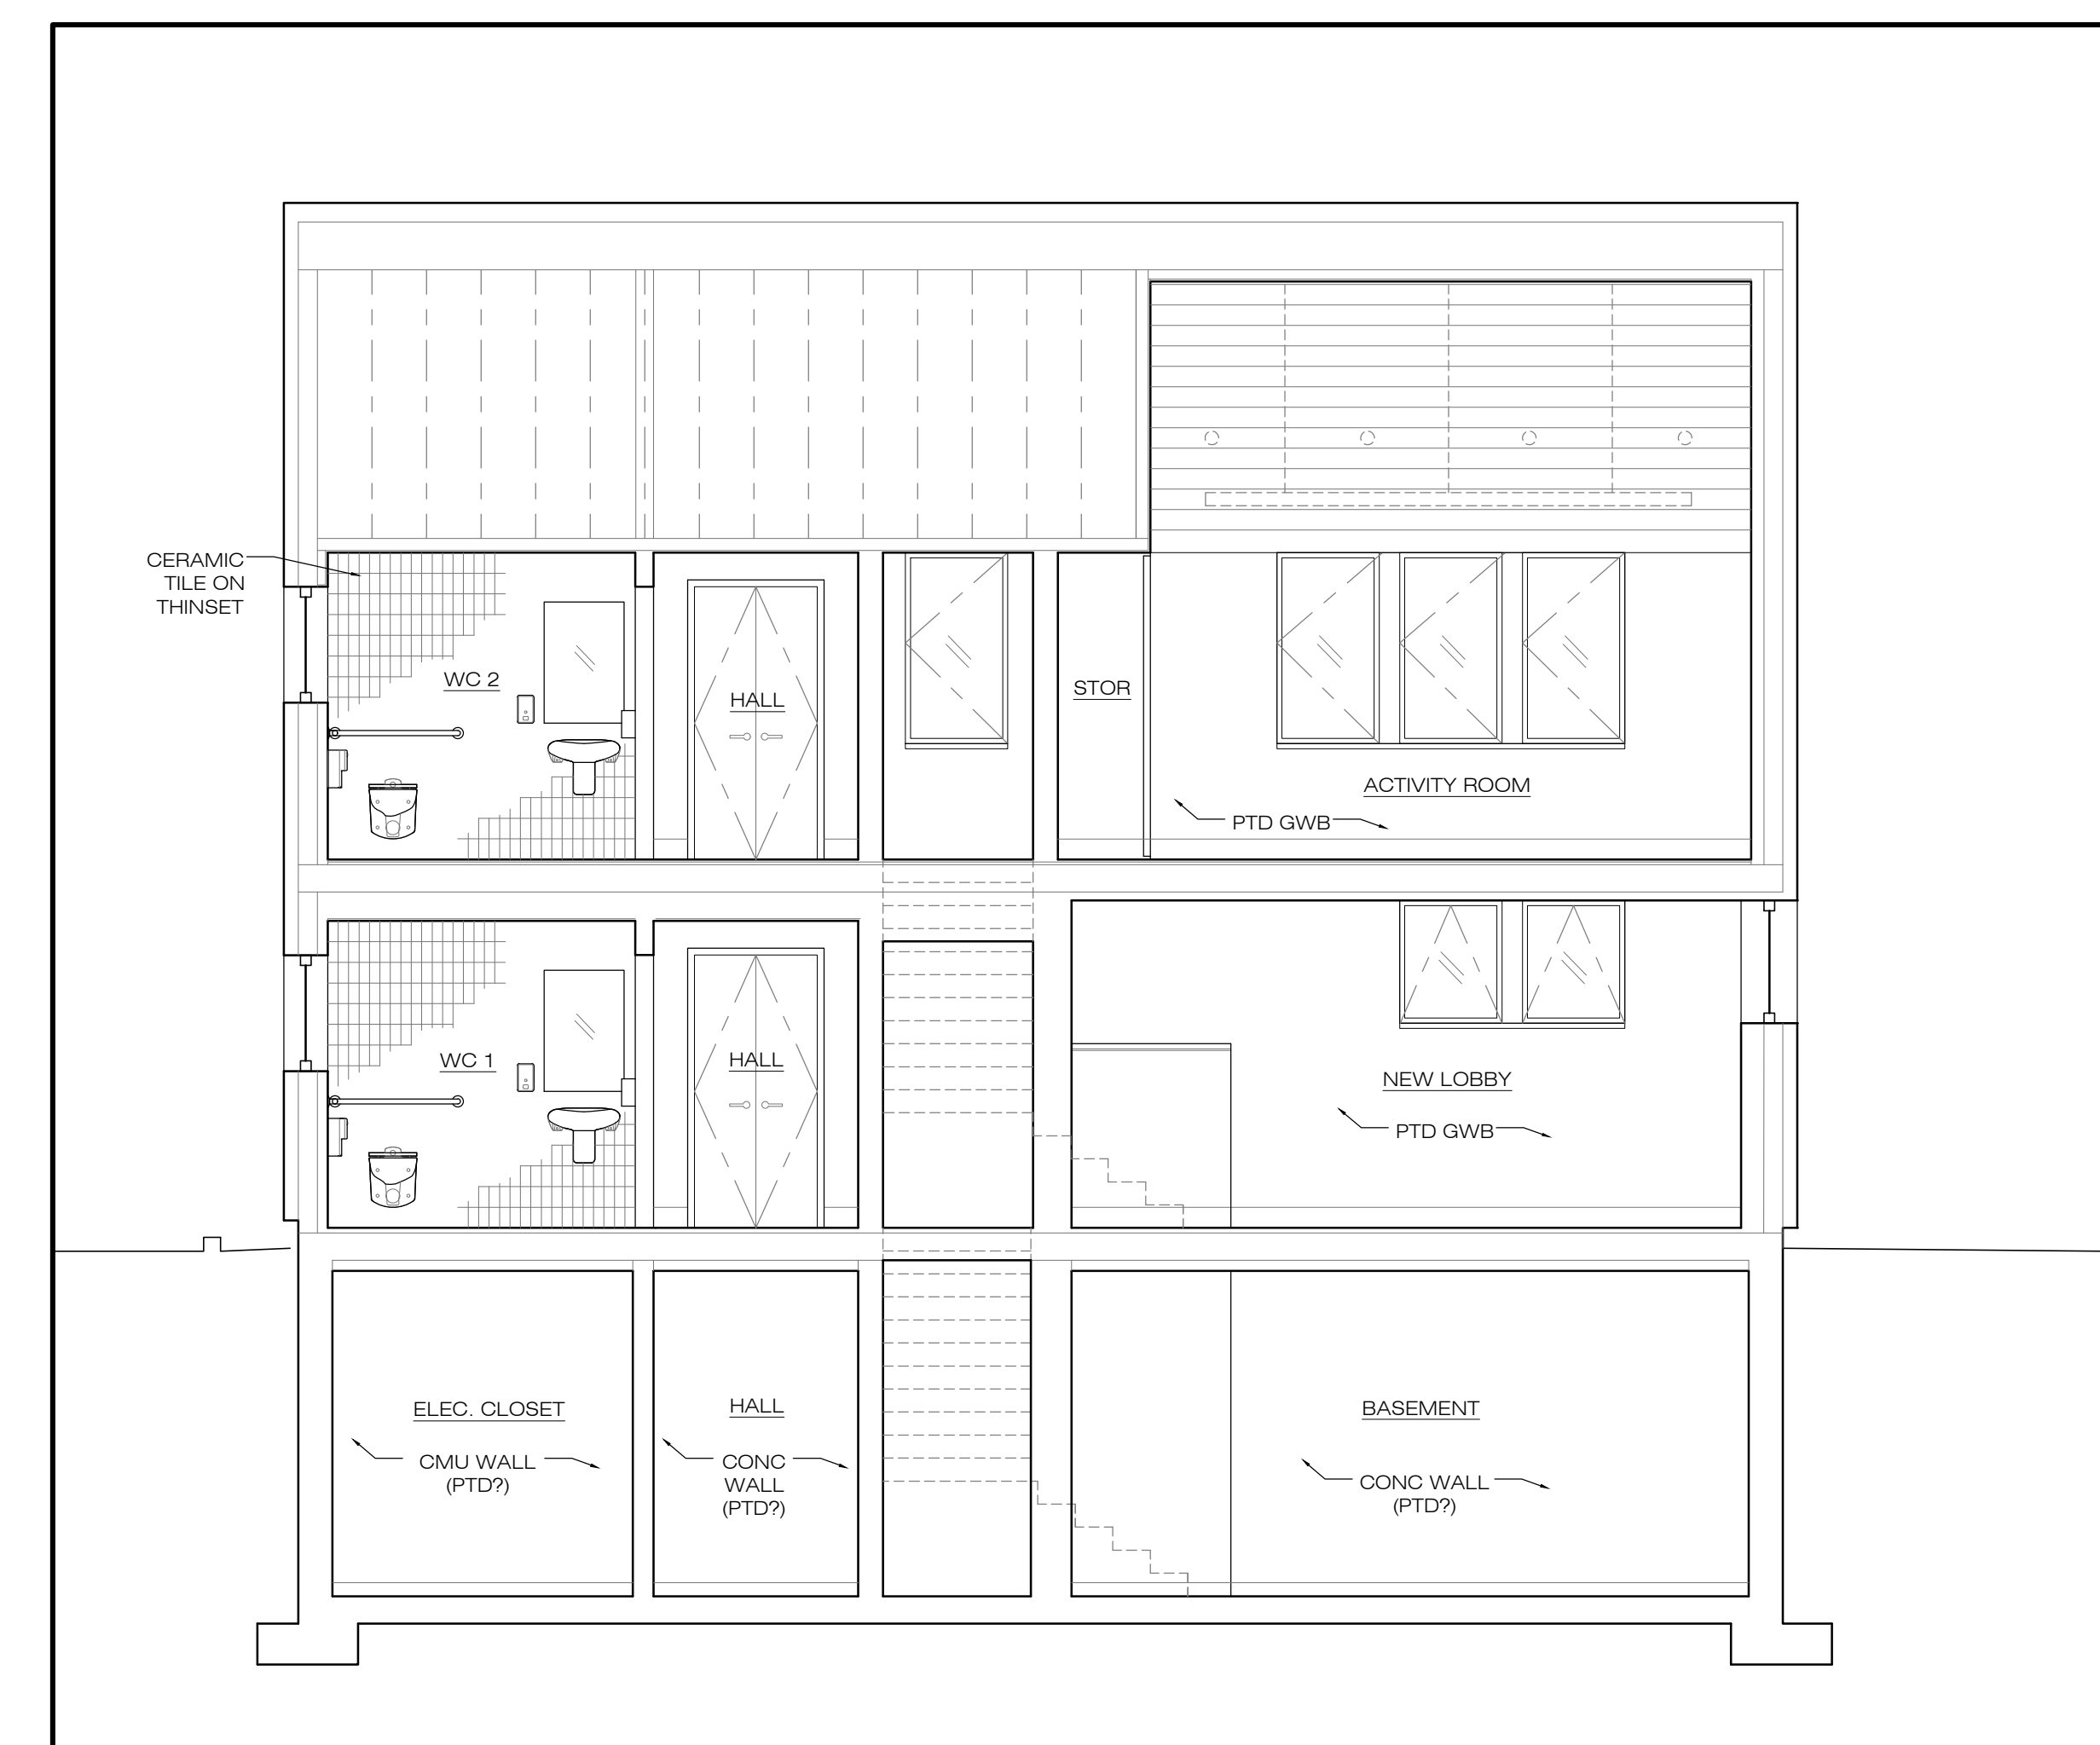 CERAMIC
TILE ON
THINSET
WC 2
HALL
STOR
ACTIVITY ROOM
PTD GWB
WC 1
HALL
NEW LOBBY
PTD GWB
ELEC. CLOSET
CMU WALL
(PTD?)
HALL
CONC
WALL
(PTD?)
BASEMENT
CONC WALL
(PTD?)